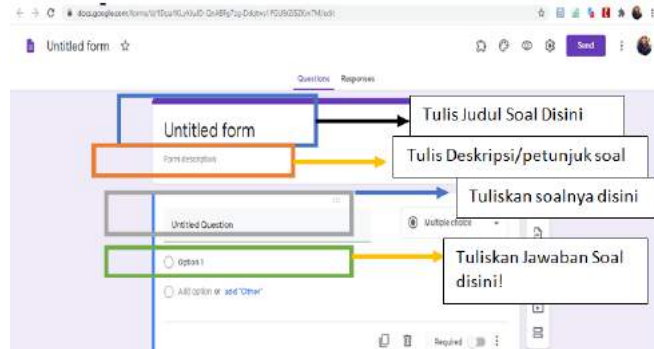 Untitled form
Send
Questions Responses
Tulis Judul Soal Disini
Untitled form
Form description
Tulis Deskripsi/petunjuk soal
Tuliskan soalnya disini
Untitled Question
Multiple choice
Option 1
Tuliskan Jawaban Soal
disini!
Add option or add "Other"
Required